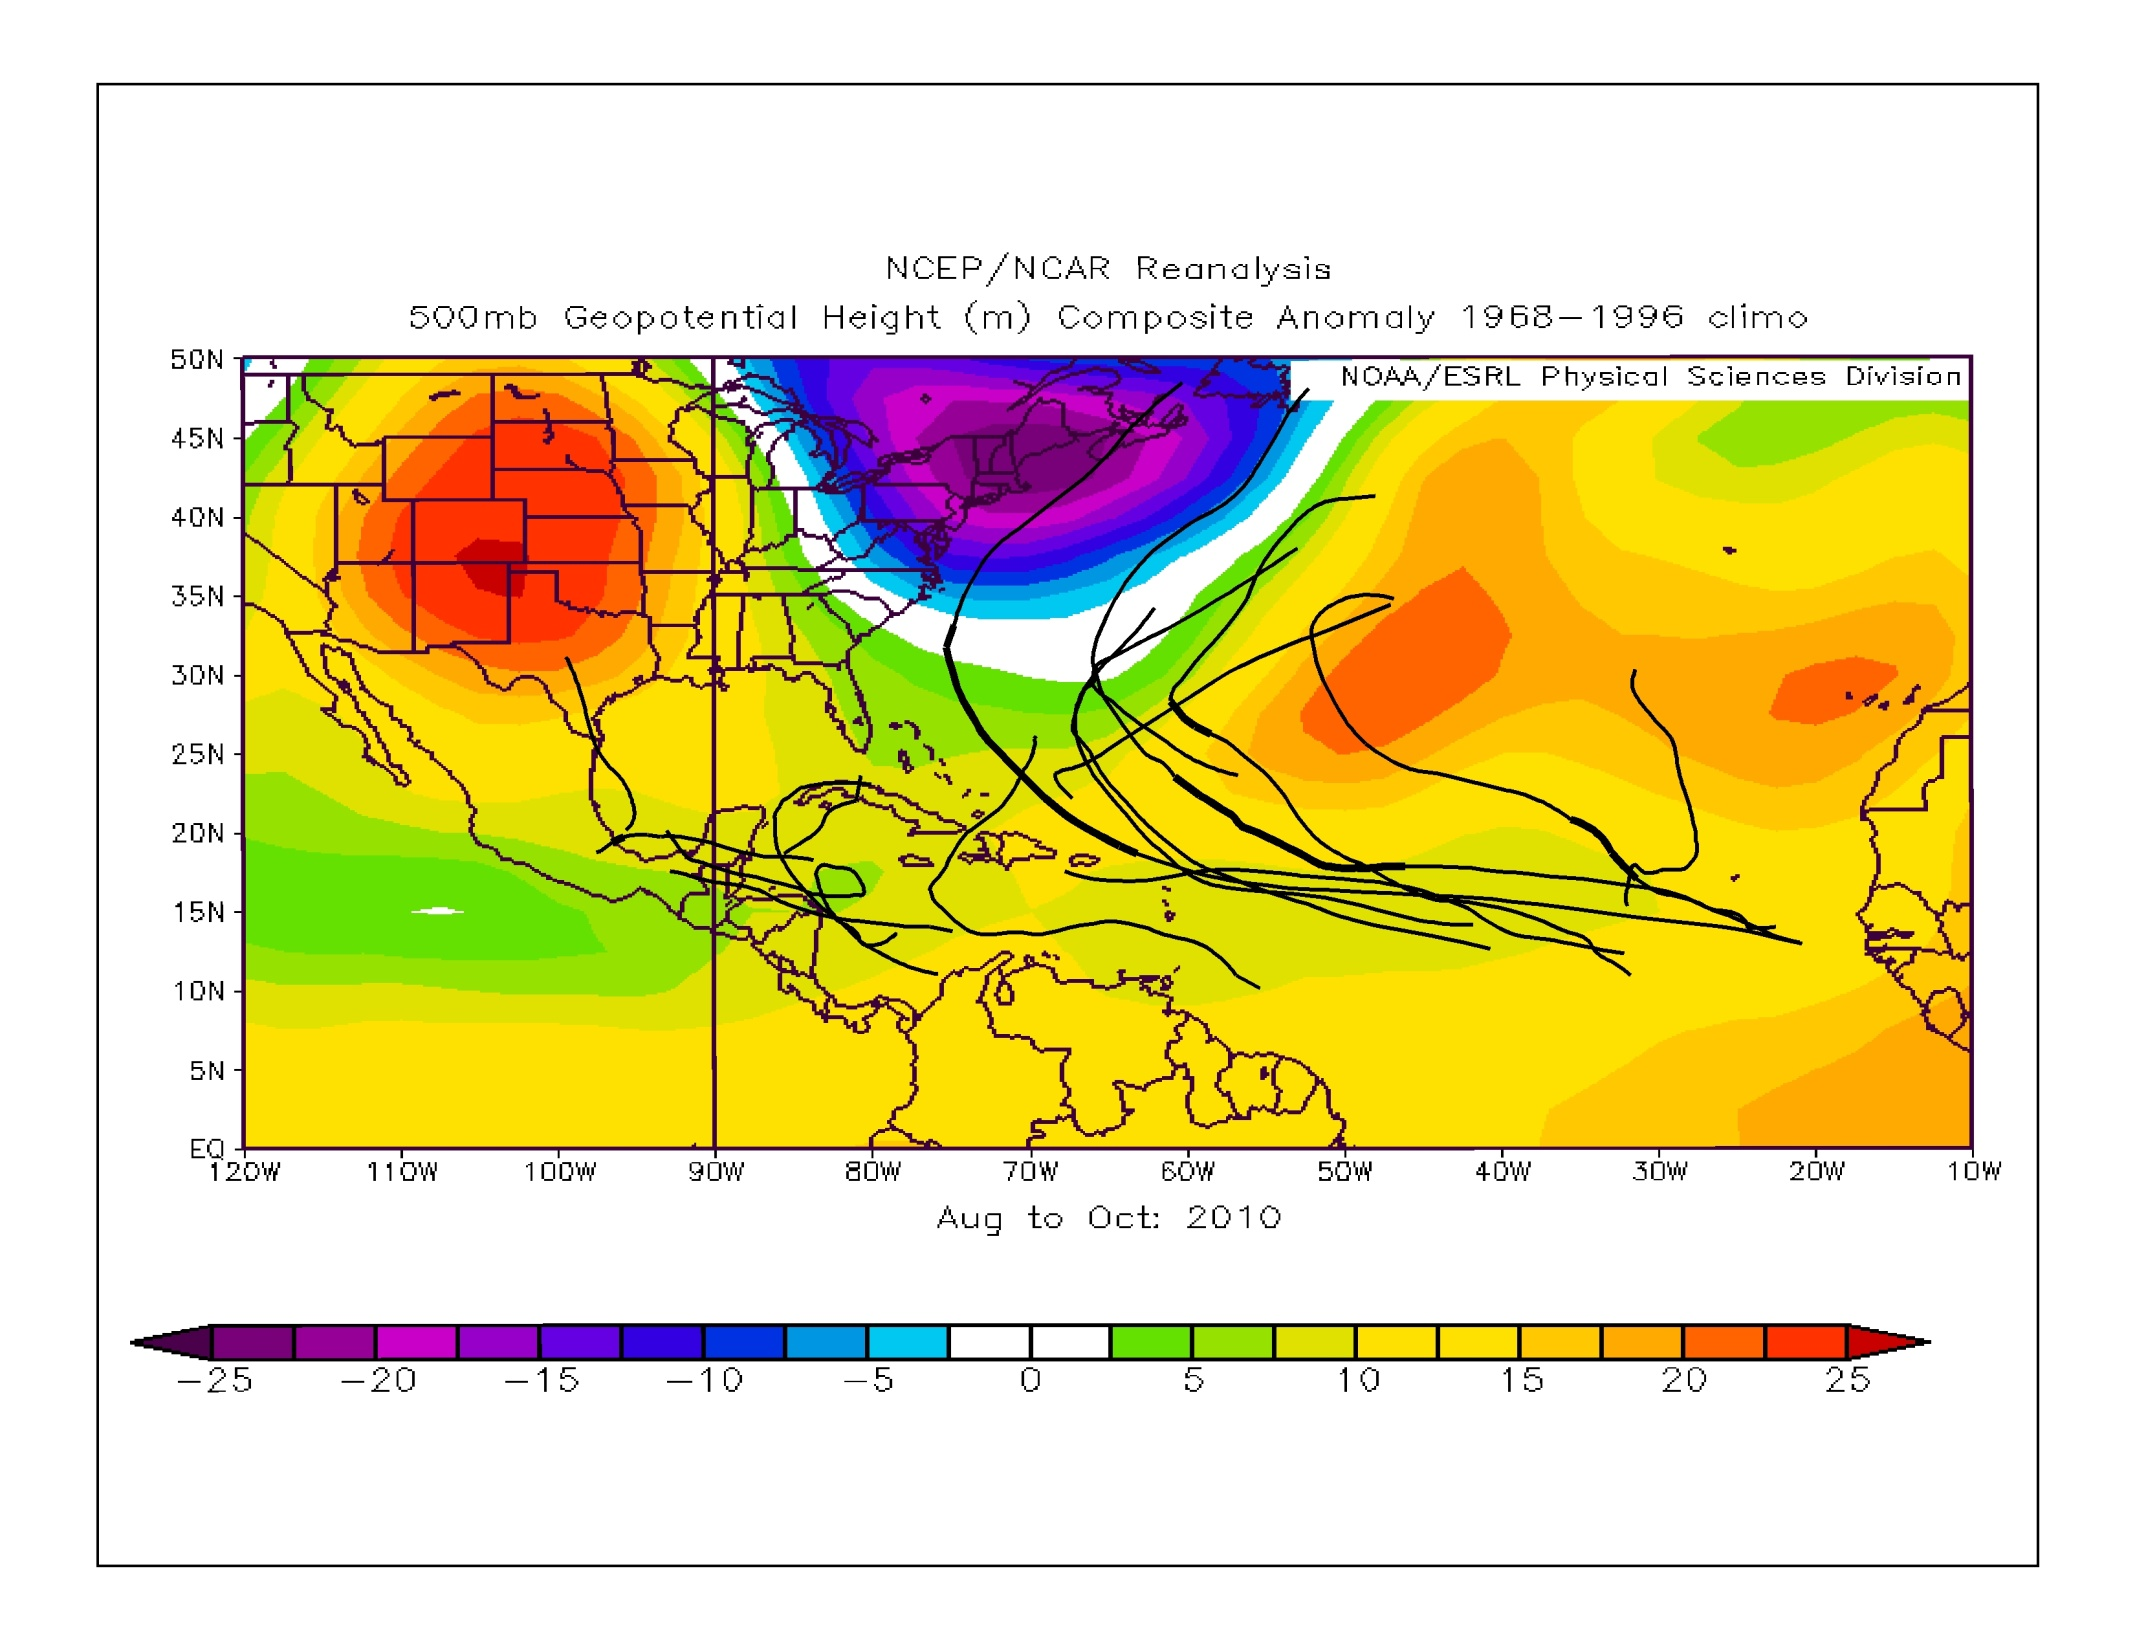 NCEP/NCAR Reanalysis
500mb Geopotential Height (m) Composite Anomaly 1968-1996 climo
NOAA/ESRL Physical Sciences Division
50N
45N
40N
35N
30N
25N
20N
15N
10N
5N
EQ
120W 110W 100W 90W 80W 70W 60W 50W 40W 30W 20W 10W
Aug to Oct: 2010
-25 -20 -15 -10 -5 0 5 10 15 20 25